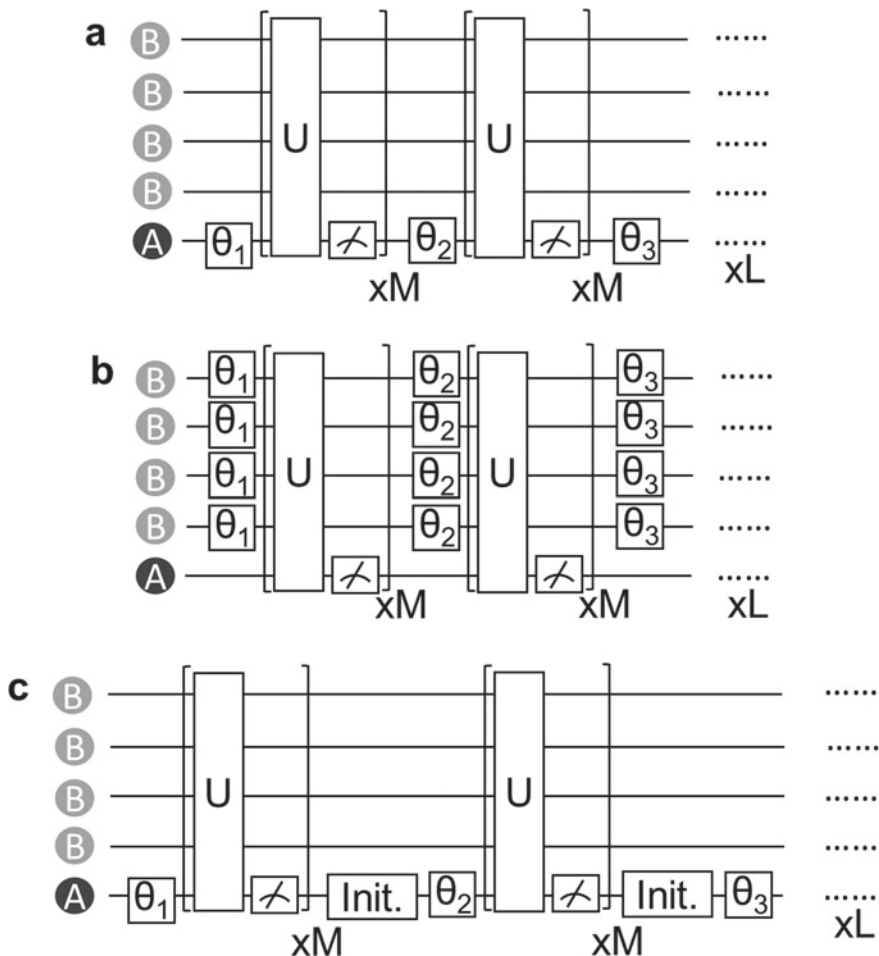 a
B
......
B
......
U
U
B
......
B
......
A θ1 θ2 θ3 ......
xM xM xL
b
B θ1 θ2 θ3 ......
B θ1 θ2 θ3 ......
B θ1 U θ2 U θ3 ......
B θ1 θ2 θ3 ......
A ......
xM xM xL
c
B
......
B
......
B
......
U
U
B
......
A θ1 Init. θ2 Init. θ3 ......
xM xM xL